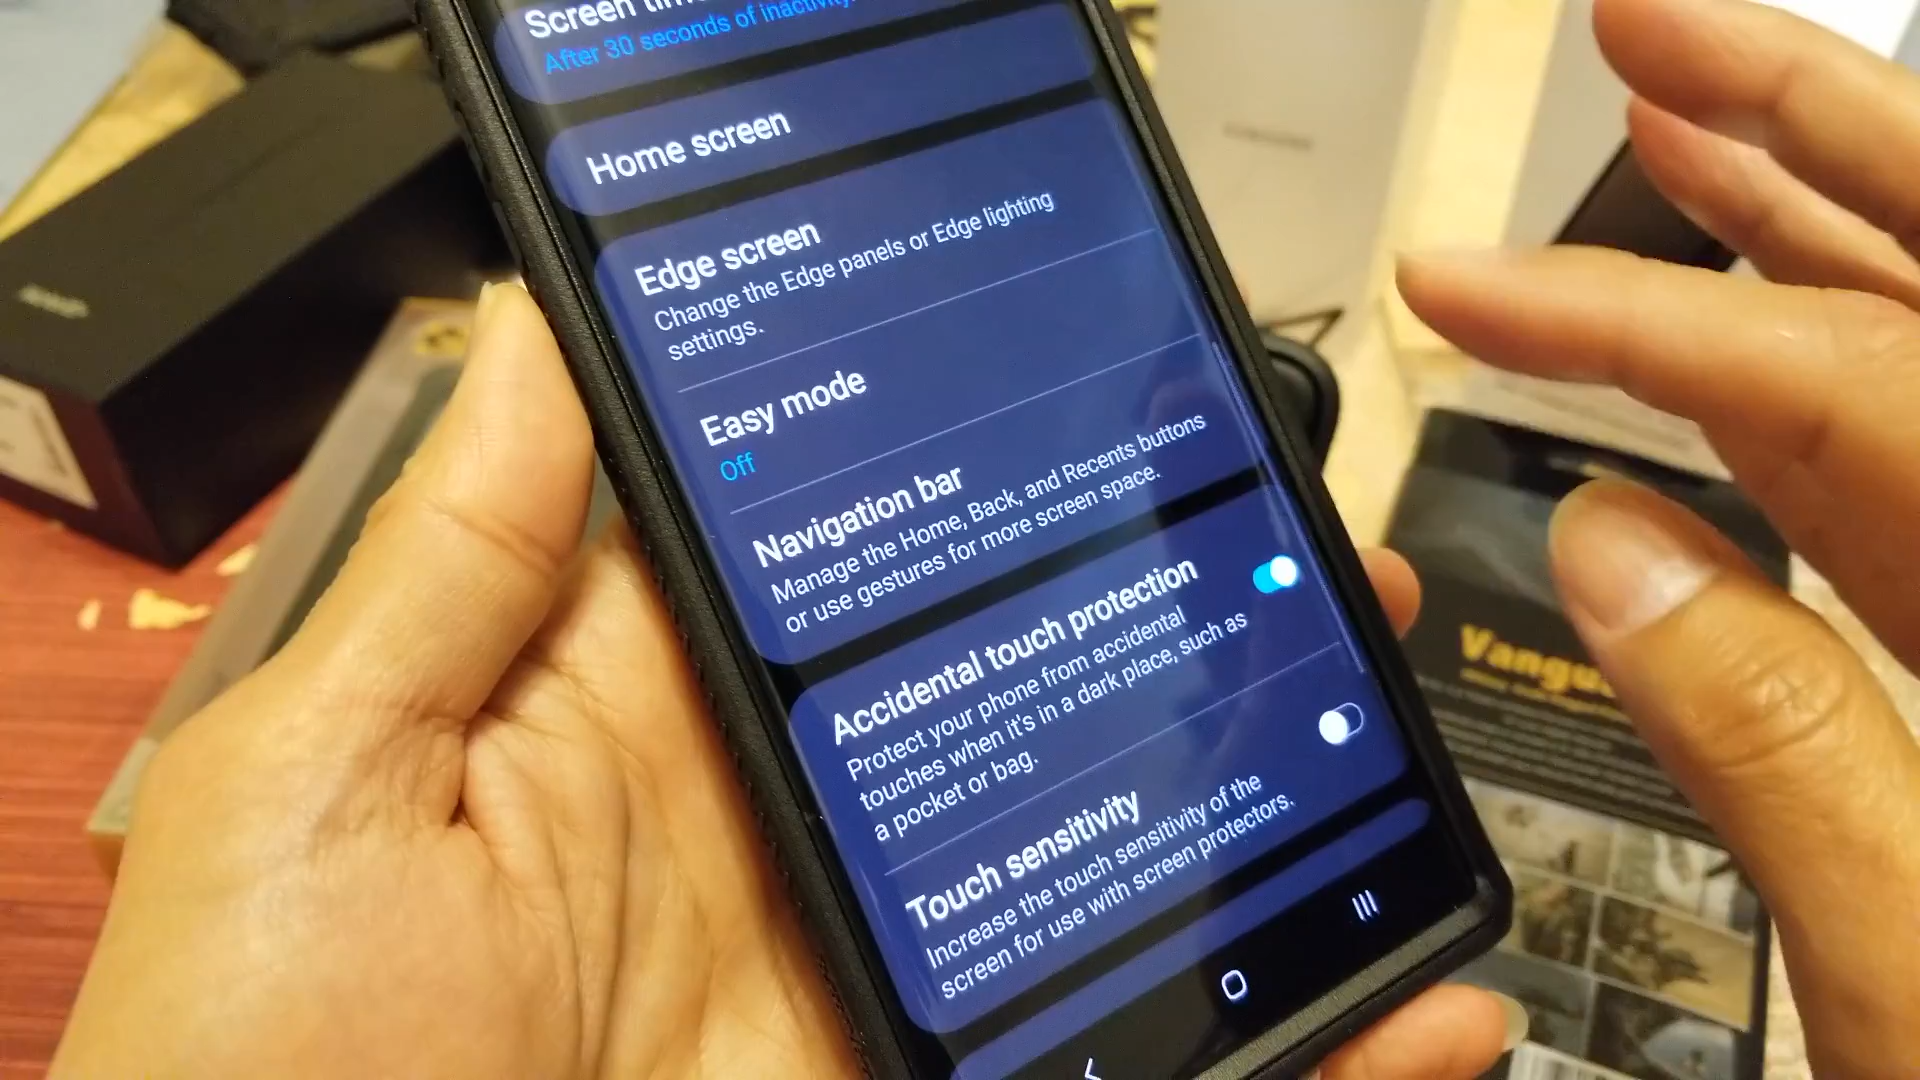 After 30 seconds of inactivity.
Home screen
Edge screen
Change the Edge panels or Edge lighting
settings.
Easy mode
Off
Navigation bar
Manage the Home, Back, and Recents buttons
or use gestures for more screen space.
Accidental touch protection
Protect your phone from accidental
touches when it's in a dark place, such as
a pocket or bag.
Touch sensitivity
Increase the touch sensitivity of the
screen for use with screen protectors.